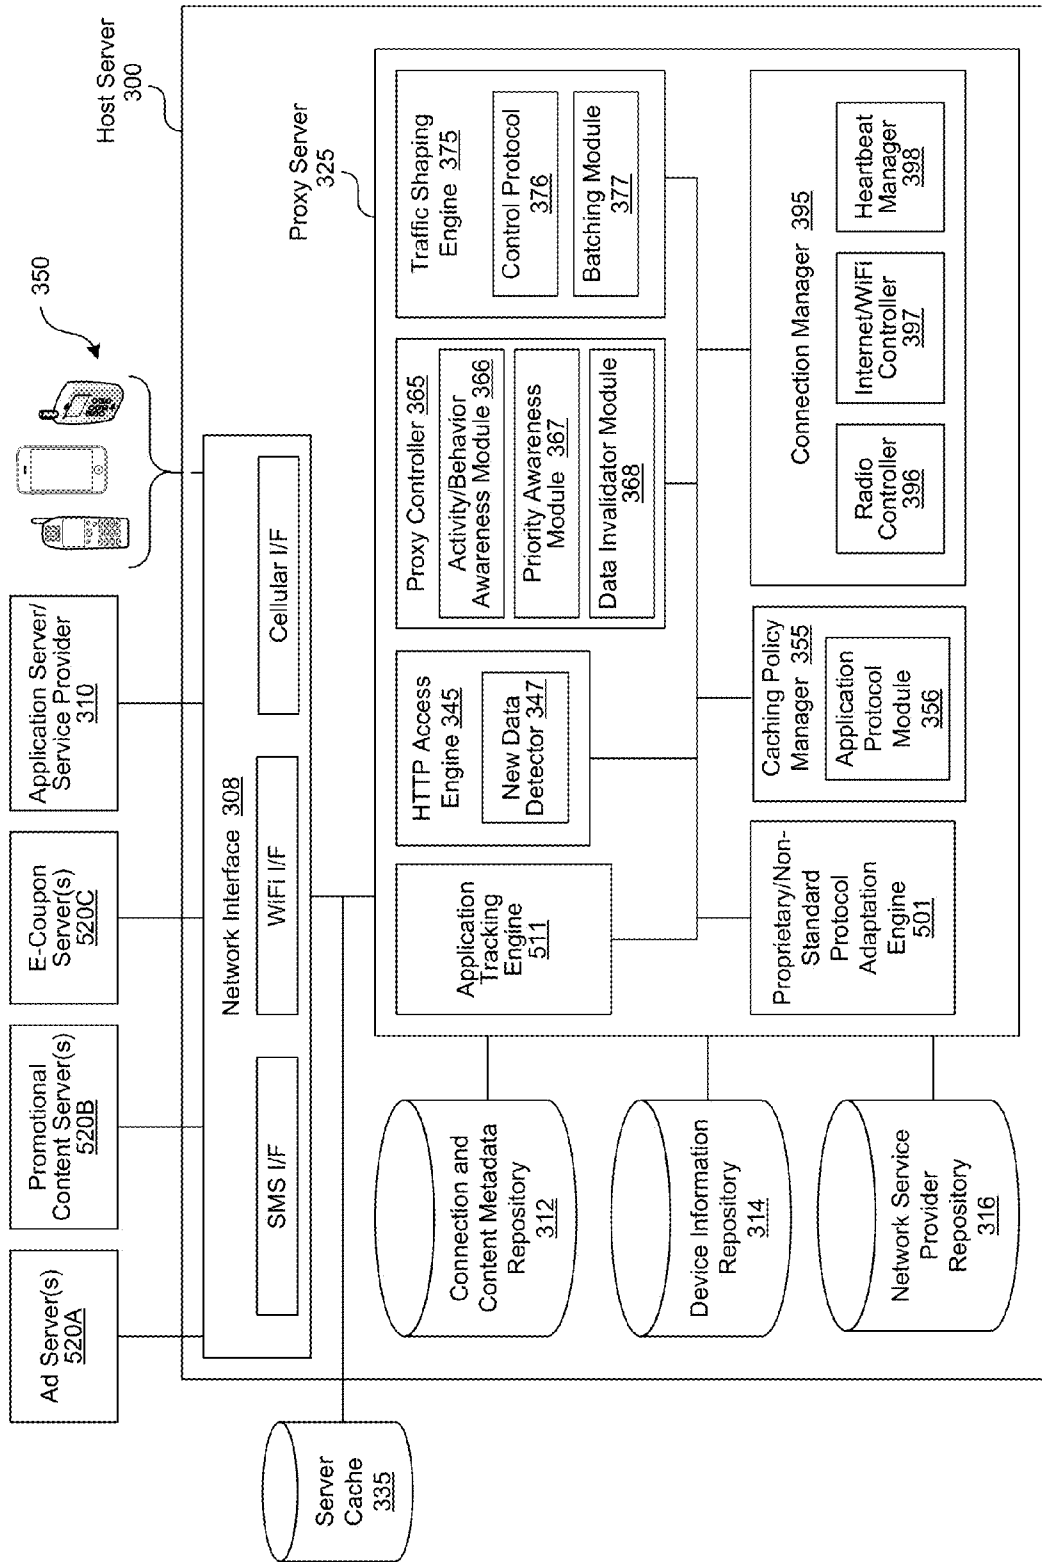 Ad Server(s)
520A
Promotional
Content Server(s)
520B
E-Coupon
Server(s)
520C
Application Server/
Service Provider
310
350
Host Server
300
Network Interface 308
SMS I/F
WiFi I/F
Cellular I/F
Server
Cache
335
Proxy Server
325
Connection and
Content Metadata
Repository
312
Device Information
Repository
314
Network Service
Provider
Repository
316
Application
Tracking
Engine
511
HTTP Access
Engine 345
New Data
Detector 347
Proxy Controller 365
Activity/Behavior
Awareness Module 366
Priority Awareness
Module 367
Data Invalidator Module
368
Traffic Shaping
Engine 375
Control Protocol
376
Batching Module
377
Proprietary/Non-
Standard
Protocol
Adaptation
Engine
501
Caching Policy
Manager 355
Application
Protocol
Module
356
Connection Manager 395
Radio
Controller
396
Internet/WiFi
Controller
397
Heartbeat
Manager
398